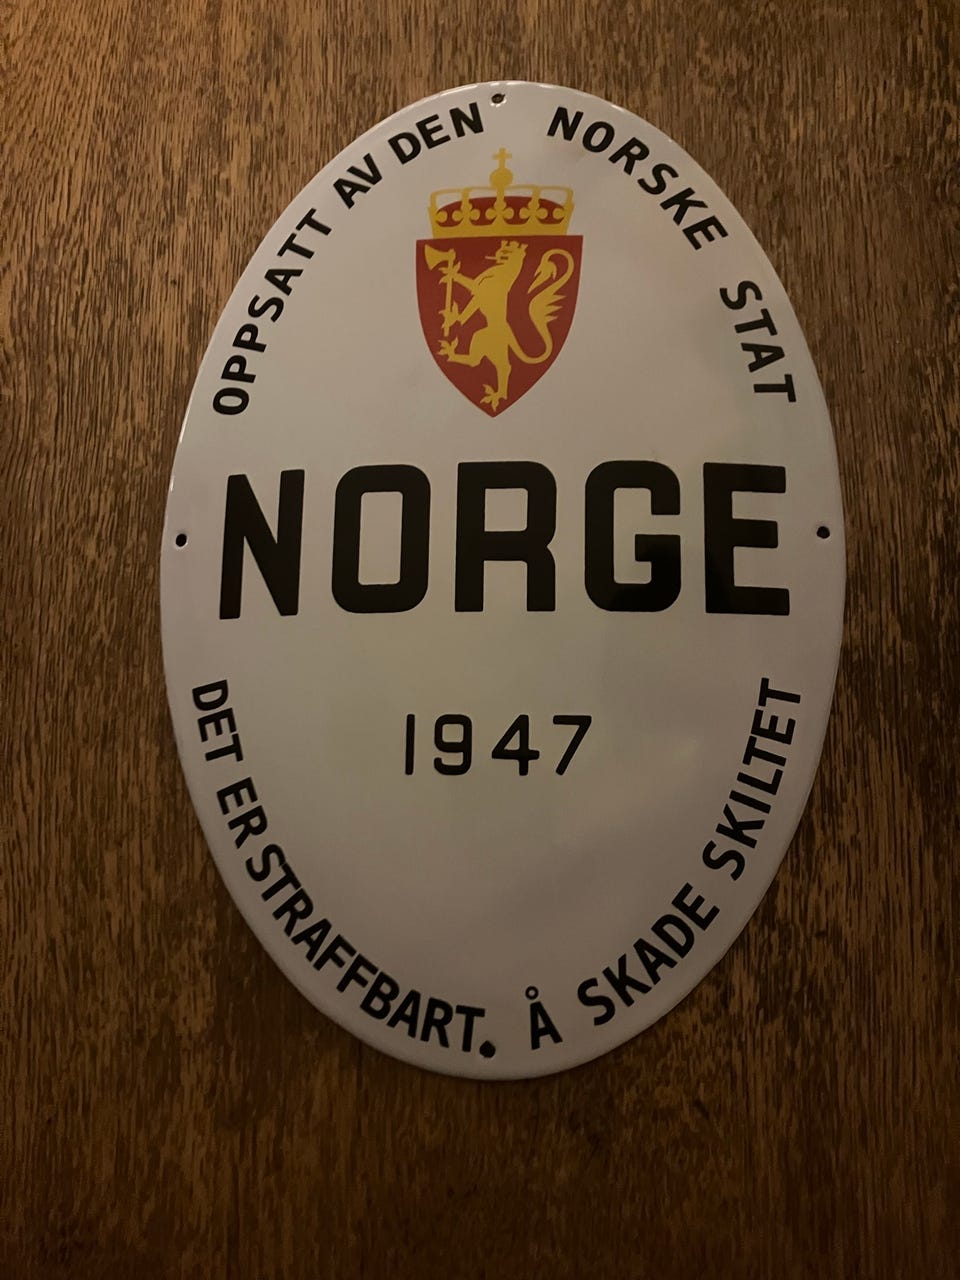 OPPSATT AV DEN NORSKE STAT
NORGE
1947
DET ER STRAFFBART. Å SKADE SKILTET